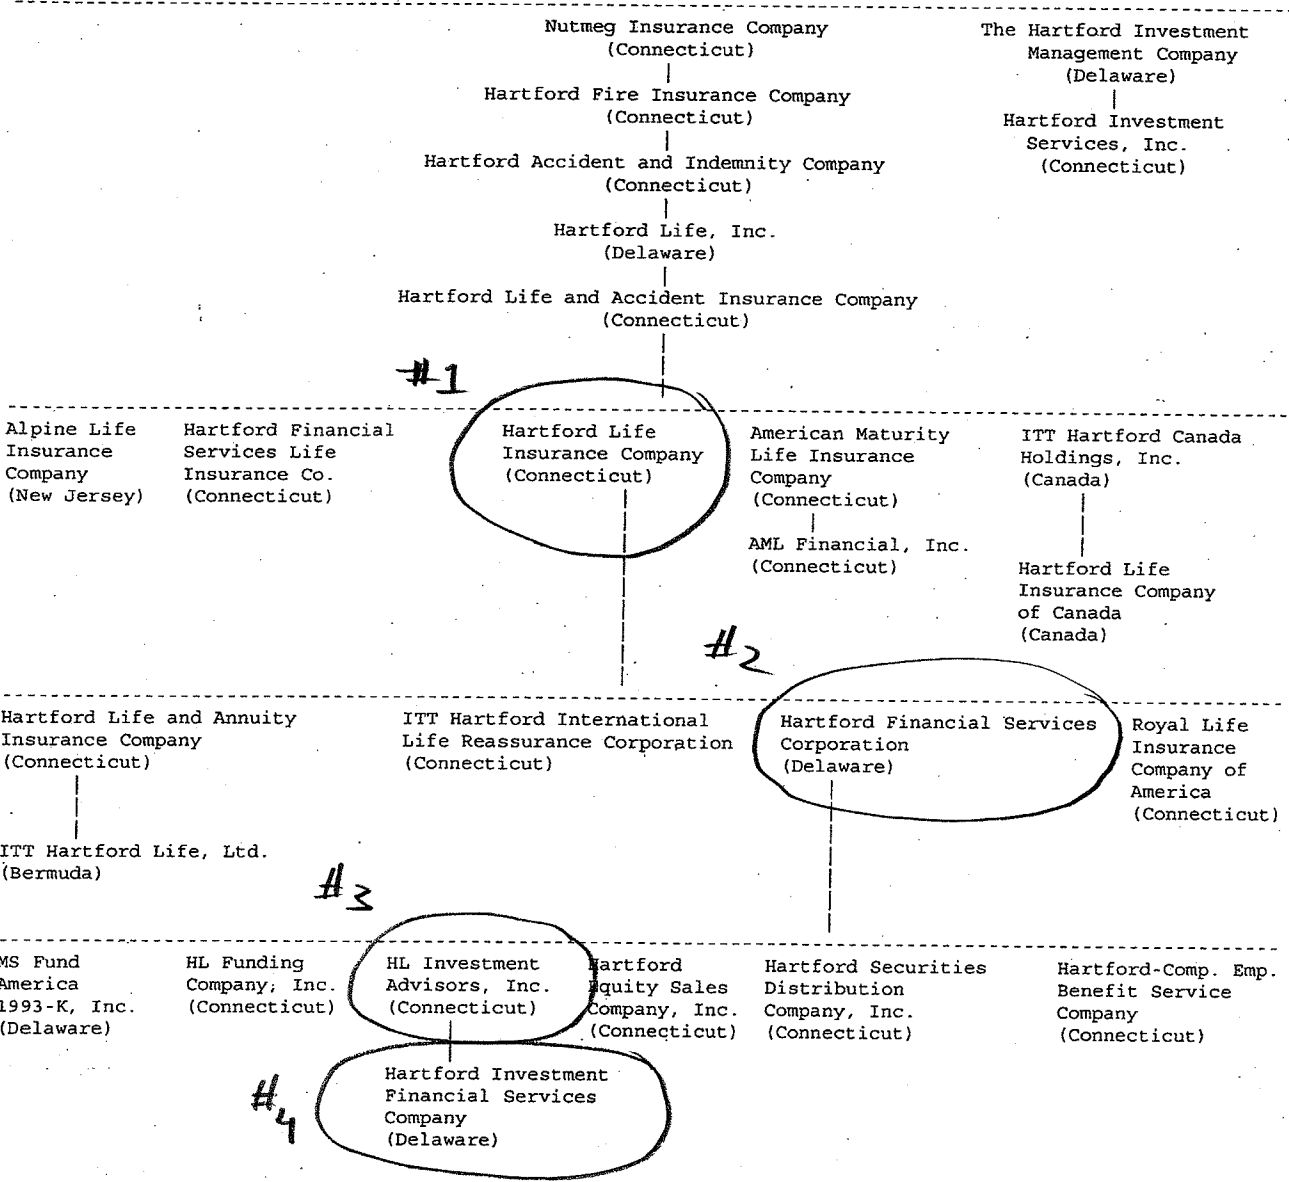 Nutmeg Insurance Company
(Connecticut)
The Hartford Investment
Management Company
(Delaware)
Hartford Fire Insurance Company
(Connecticut)
Hartford Investment
Services, Inc.
(Connecticut)
Hartford Accident and Indemnity Company
(Connecticut)
Hartford Life, Inc.
(Delaware)
Hartford Life and Accident Insurance Company
(Connecticut)
#1
Alpine Life
Insurance
Company
(New Jersey)
Hartford Financial
Services Life
Insurance Co.
(Connecticut)
Hartford Life
Insurance Company
(Connecticut)
American Maturity
Life Insurance
Company
(Connecticut)
AML Financial, Inc.
(Connecticut)
ITT Hartford Canada
Holdings, Inc.
(Canada)
Hartford Life
Insurance Company
of Canada
(Canada)
#2
Hartford Life and Annuity
Insurance Company
(Connecticut)
ITT Hartford Life, Ltd.
(Bermuda)
ITT Hartford International
Life Reassurance Corporation
(Connecticut)
Hartford Financial Services
Corporation
(Delaware)
Royal Life
Insurance
Company of
America
(Connecticut)
#3
MS Fund
America
1993-K, Inc.
(Delaware)
HL Funding
Company, Inc.
(Connecticut)
HL Investment
Advisors, Inc.
(Connecticut)
Hartford
Equity Sales
Company, Inc.
(Connecticut)
Hartford Securities
Distribution
Company, Inc.
(Connecticut)
Hartford-Comp. Emp.
Benefit Service
Company
(Connecticut)
#4
Hartford Investment
Financial Services
Company
(Delaware)